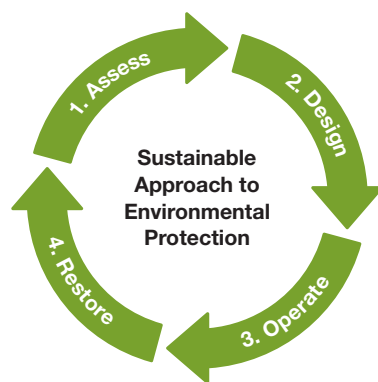 1. Assess
2. Design
Sustainable
Approach to
Environmental
Protection
4. Restore
3. Operate